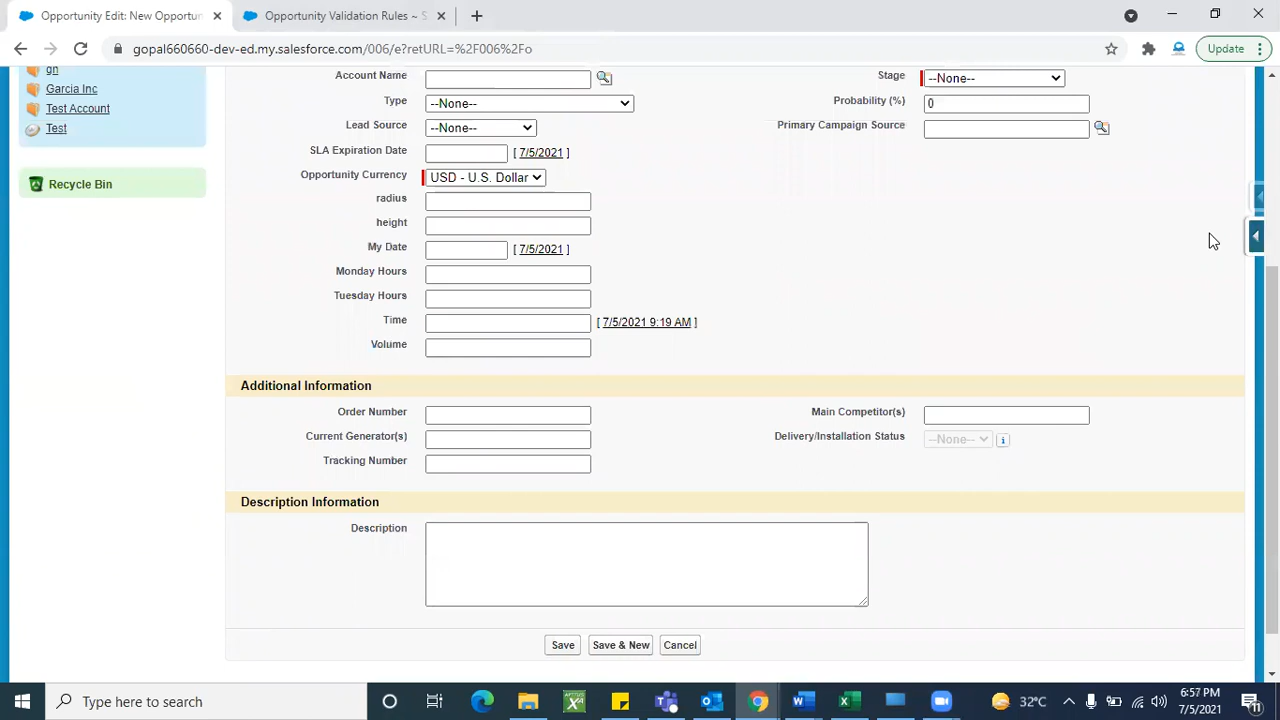 Opportunity Edit: New Opportun
Opportunity Validation Rules ~ S
gopal660660-dev-ed.my.salesforce.com/006/e?retURL=%2F006%2Fo
Update
gn
Garcia Inc
Test Account
Test
Recycle Bin
Account Name
Stage --None--
Type --None--
Probability (%) 0
Lead Source --None--
Primary Campaign Source
SLA Expiration Date [ 7/5/2021 ]
Opportunity Currency USD - U.S. Dollar
radius
height
My Date [ 7/5/2021 ]
Monday Hours
Tuesday Hours
Time [ 7/5/2021 9:19 AM ]
Volume
Additional Information
Order Number
Main Competitor(s)
Current Generator(s)
Delivery/Installation Status --None--
Tracking Number
Description Information
Description
Save Save & New Cancel
Type here to search
32°C
6:57 PM
7/5/2021
11